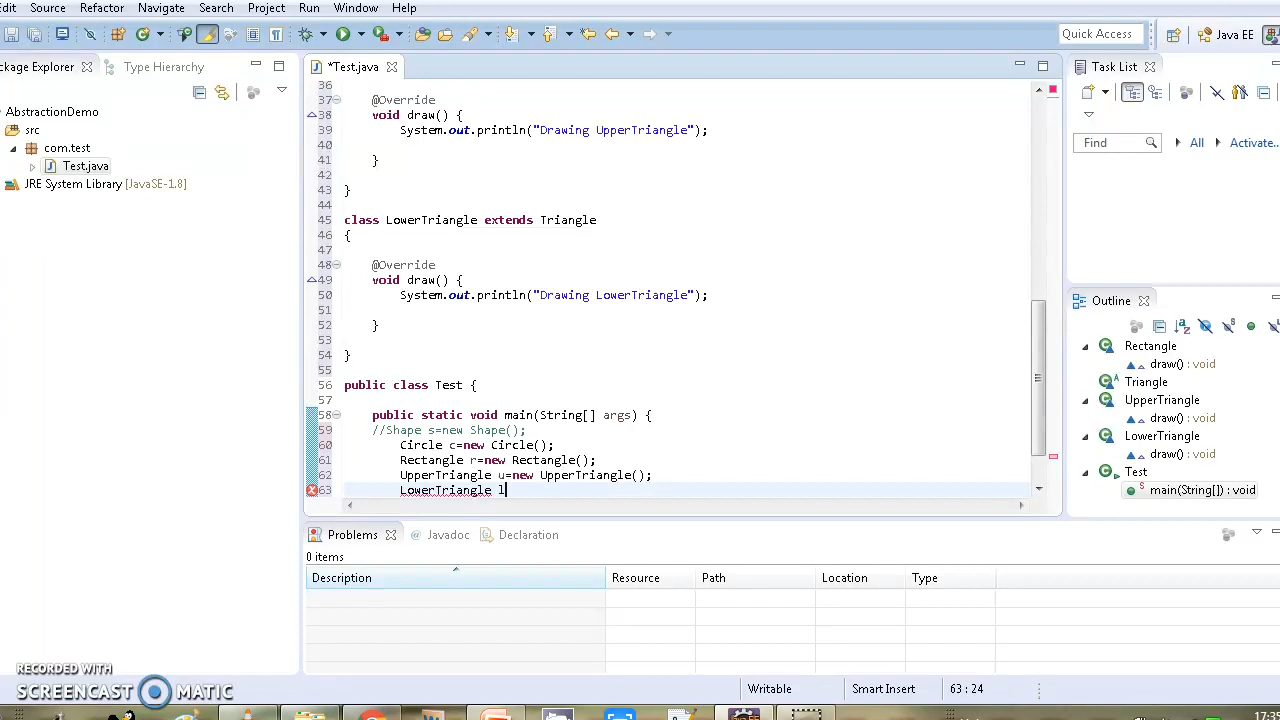 dit Source Refactor Navigate Search Project Run Window Help
Quick Access
Java EE
ckage Explorer
Type Hierarchy
*Test.java
Task List
AbstractionDemo
src
com.test
Test.java
JRE System Library [JavaSE-1.8]
36
37 @Override
38 void draw() {
39 System.out.println("Drawing UpperTriangle");
40
41 }
42
43 }
44
45 class LowerTriangle extends Triangle
46 {
47
48 @Override
49 void draw() {
50 System.out.println("Drawing LowerTriangle");
51
52 }
53
54 }
55
56 public class Test {
57
58 public static void main(String[] args) {
59 //Shape s=new Shape();
60 Circle c=new Circle();
61 Rectangle r=new Rectangle();
62 UpperTriangle u=new UpperTriangle();
63 LowerTriangle l
Find
All
Activate..
Outline
Rectangle
draw() : void
Triangle
UpperTriangle
draw() : void
LowerTriangle
draw() : void
Test
main(String[]) : void
Problems
@ Javadoc
Declaration
0 items
Description Resource Path Location Type
Writable
Smart Insert
63 : 24
RECORDED WITH
SCREENCAST MATIC